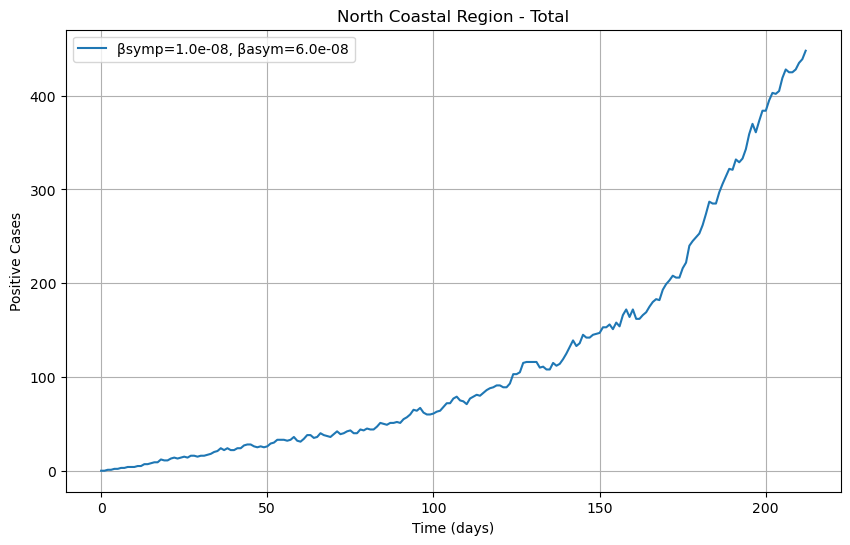 North Coastal Region - Total
βsymp=1.0e-08, βasym=6.0e-08
Positive Cases
400
300
200
100
0
0 50 100 150 200
Time (days)